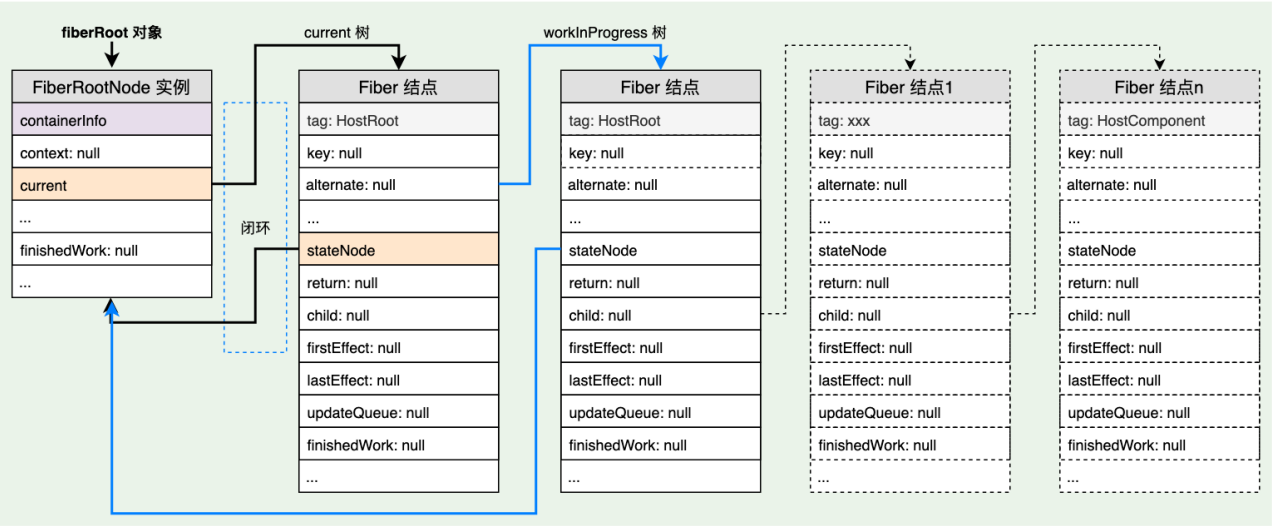 fiberRoot 对象
current 树
workInProgress 树
FiberRootNode 实例
containerInfo
context: null
current
...
finishedWork: null
...
闭环
Fiber 结点
tag: HostRoot
key: null
alternate: null
...
stateNode
return: null
child: null
firstEffect: null
lastEffect: null
updateQueue: null
finishedWork: null
...
Fiber 结点
tag: HostRoot
key: null
alternate: null
...
stateNode
return: null
child: null
firstEffect: null
lastEffect: null
updateQueue: null
finishedWork: null
...
Fiber 结点1
tag: xxx
key: null
alternate: null
...
stateNode
return: null
child: null
firstEffect: null
lastEffect: null
updateQueue: null
finishedWork: null
...
Fiber 结点n
tag: HostComponent
key: null
alternate: null
...
stateNode
return: null
child: null
firstEffect: null
lastEffect: null
updateQueue: null
finishedWork: null
...